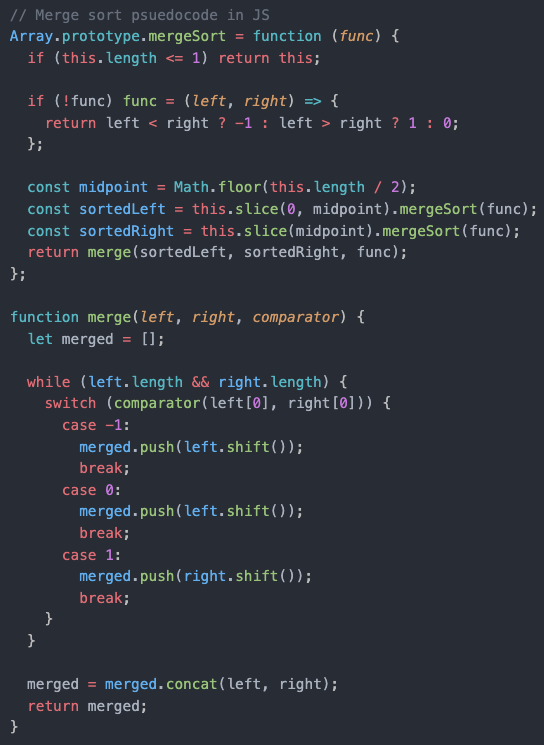 // Merge sort psuedocode in JS
Array.prototype.mergeSort = function (func) {
  if (this.length <= 1) return this;

  if (!func) func = (left, right) => {
    return left < right ? -1 : left > right ? 1 : 0;
  };

  const midpoint = Math.floor(this.length / 2);
  const sortedLeft = this.slice(0, midpoint).mergeSort(func);
  const sortedRight = this.slice(midpoint).mergeSort(func);
  return merge(sortedLeft, sortedRight, func);
};

function merge(left, right, comparator) {
  let merged = [];

  while (left.length && right.length) {
    switch (comparator(left[0], right[0])) {
      case -1:
        merged.push(left.shift());
        break;
      case 0:
        merged.push(left.shift());
        break;
      case 1:
        merged.push(right.shift());
        break;
    }
  }

  merged = merged.concat(left, right);
  return merged;
}